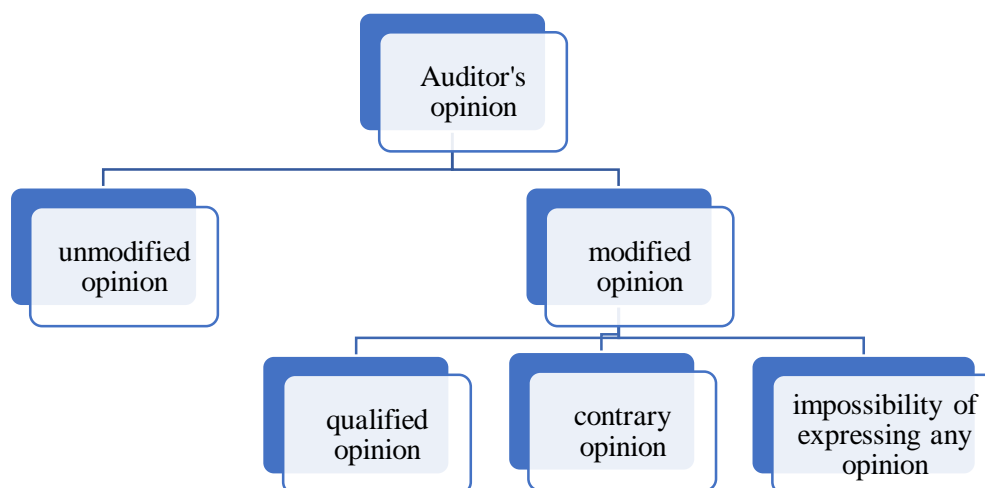 Auditor's
opinion
unmodified
opinion
modified
opinion
qualified
opinion
contrary
opinion
impossibility of
expressing any
opinion